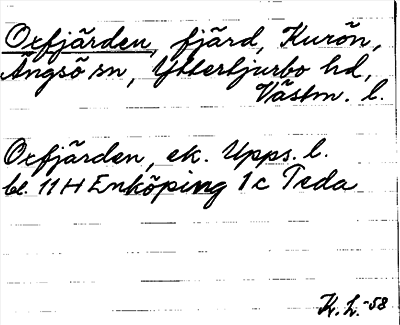 Oxfjärden, fjärd, Kurön,
Ängsö sn, Yttertjurbo hd,
Västm. l.
Oxfjärden, ek. Upps. l.
bl. 11 H Enköping 1c Teda
K. L. -58